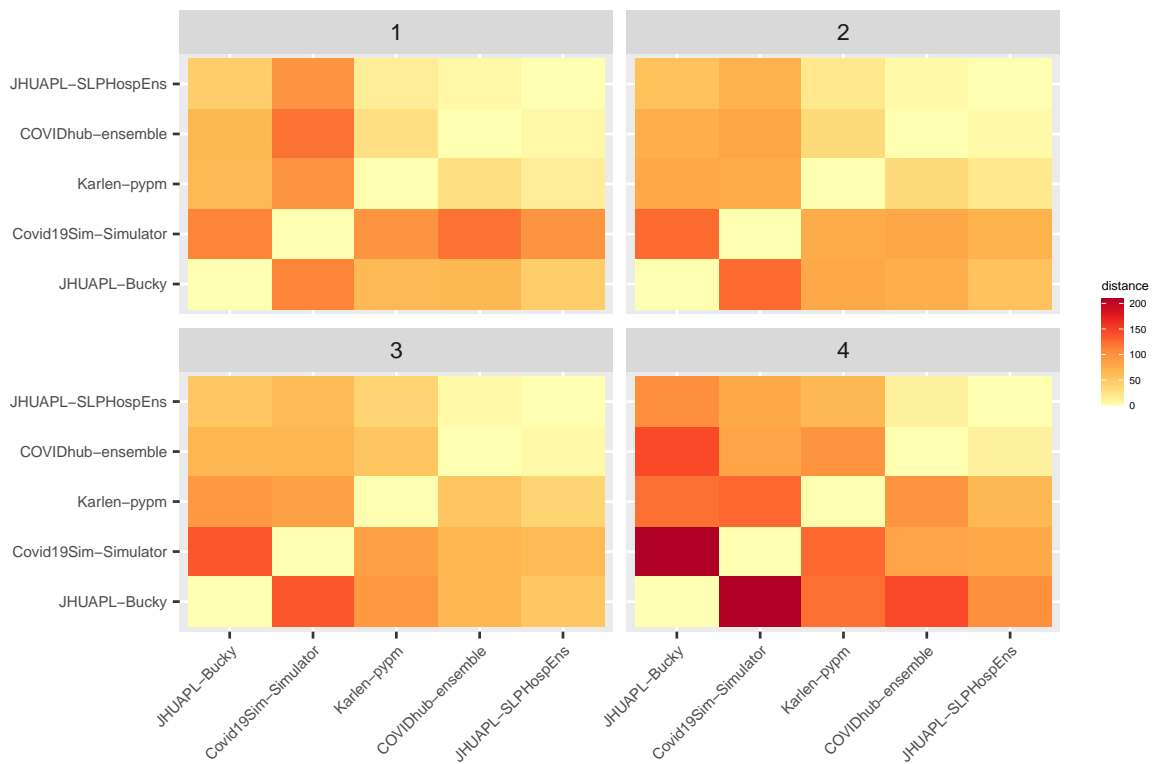 1
2
JHUAPL−SLPHospEns
COVIDhub−ensemble
Karlen−pypm
Covid19Sim−Simulator
JHUAPL−Bucky
3
4
JHUAPL−SLPHospEns
COVIDhub−ensemble
Karlen−pypm
Covid19Sim−Simulator
JHUAPL−Bucky
JHUAPL−Bucky
Covid19Sim−Simulator
Karlen−pypm
COVIDhub−ensemble
JHUAPL−SLPHospEns
JHUAPL−Bucky
Covid19Sim−Simulator
Karlen−pypm
COVIDhub−ensemble
JHUAPL−SLPHospEns
distance
200
150
100
50
0